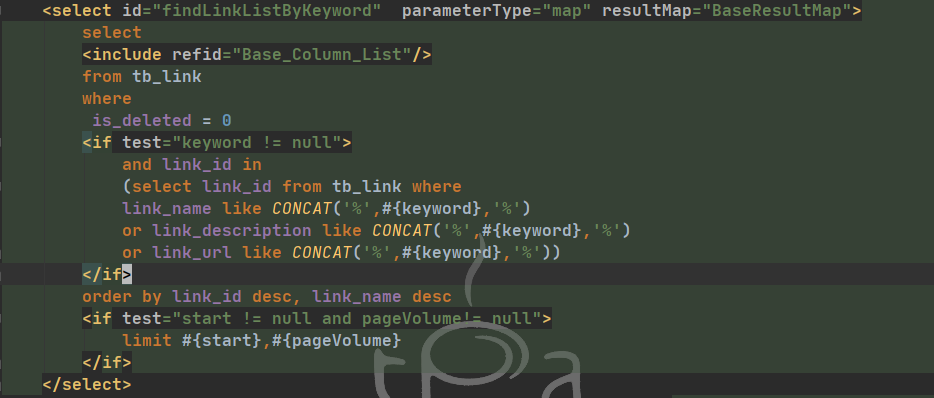 <select id="findLinkListByKeyword"  parameterType="map" resultMap="BaseResultMap">
    select
    <include refid="Base_Column_List"/>
    from tb_link
    where
     is_deleted = 0
    <if test="keyword != null">
        and link_id in
        (select link_id from tb_link where
        link_name like CONCAT('%',#{keyword},'%')
        or link_description like CONCAT('%',#{keyword},'%')
        or link_url like CONCAT('%',#{keyword},'%'))
    </if>
    order by link_id desc, link_name desc
    <if test="start != null and pageVolume!= null">
        limit #{start},#{pageVolume}
    </if>
</select>